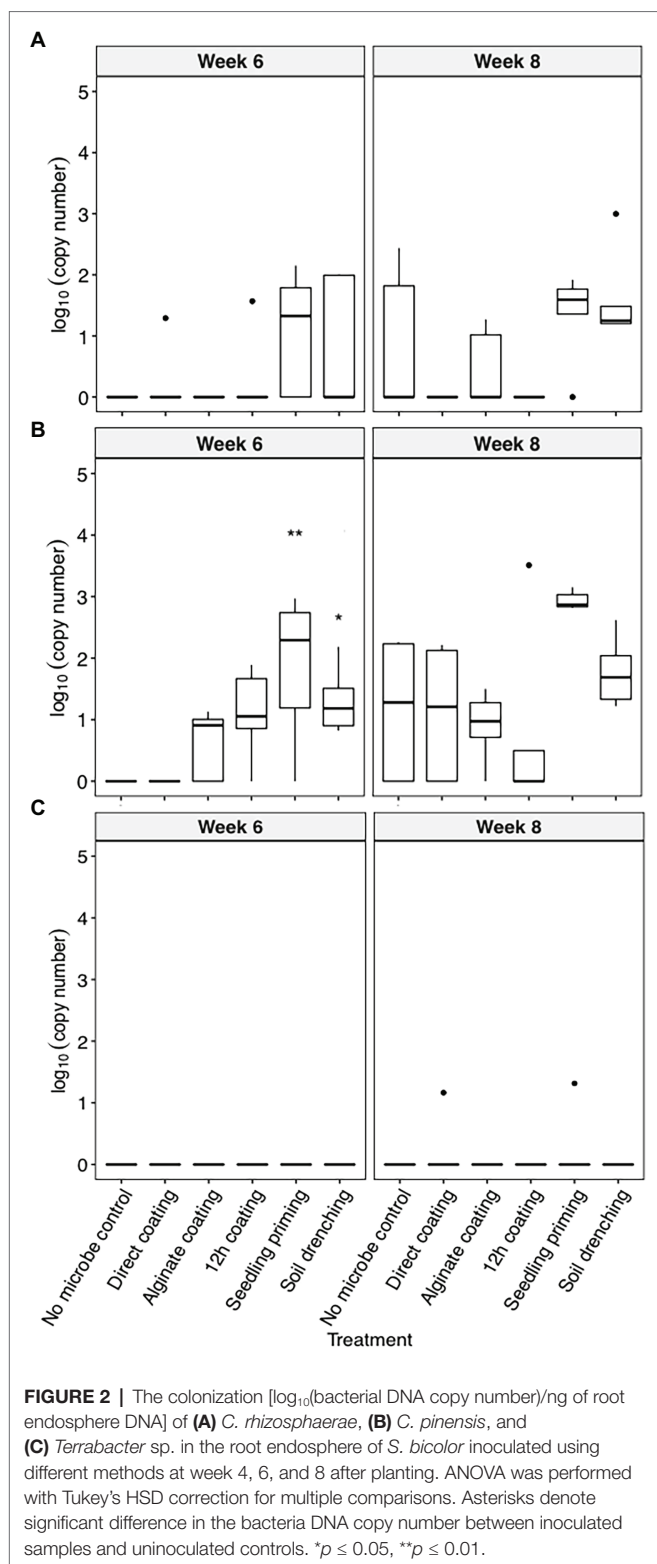 A
Week 6
Week 8
log₁₀(copy number)
5
4
3
2
1
0
B
Week 6
Week 8
log₁₀(copy number)
5
4
3
2
1
0
**
*
C
Week 6
Week 8
log₁₀(copy number)
5
4
3
2
1
0
No microbe control
Direct coating
Alginate coating
12h coating
Seedling priming
Soil drenching
No microbe control
Direct coating
Alginate coating
12h coating
Seedling priming
Soil drenching
Treatment
FIGURE 2 | The colonization [log₁₀(bacterial DNA copy number)/ng of root
endosphere DNA] of (A) C. rhizosphaerae, (B) C. pinensis, and
(C) Terrabacter sp. in the root endosphere of S. bicolor inoculated using
different methods at week 4, 6, and 8 after planting. ANOVA was performed
with Tukey's HSD correction for multiple comparisons. Asterisks denote
significant difference in the bacteria DNA copy number between inoculated
samples and uninoculated controls. *p ≤ 0.05, **p ≤ 0.01.